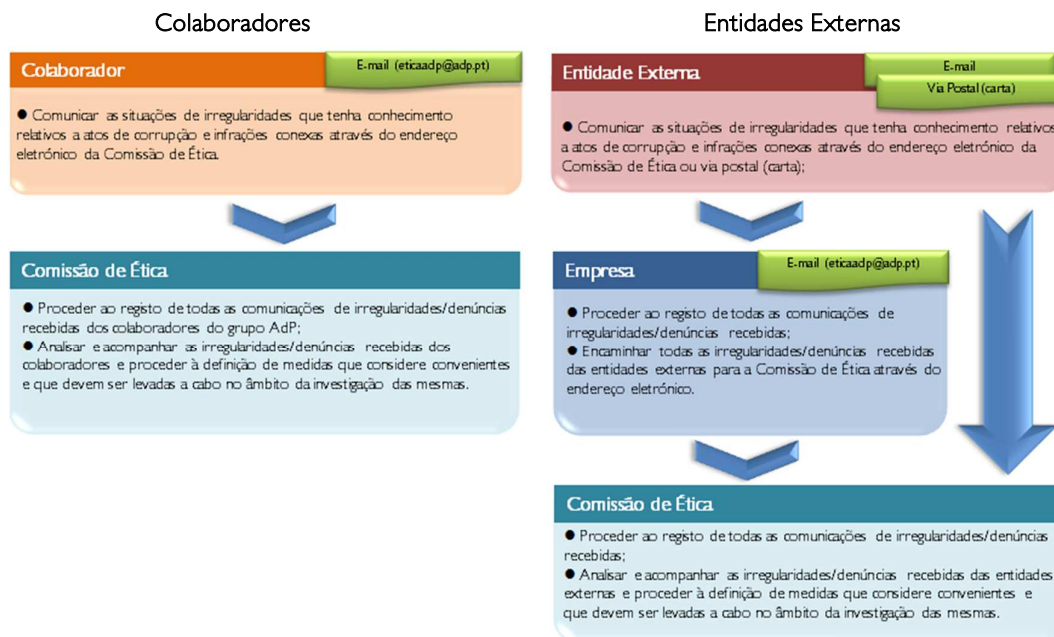 Colaboradores
Colaborador
E-mail (eticaadp@adp.pt)
● Comunicar as situações de irregularidades que tenha conhecimento
relativos a atos de corrupção e infrações conexas através do endereço
eletrónico da Comissão de Ética.
Comissão de Ética
● Proceder ao registo de todas as comunicações de irregularidades/denúncias
recebidas dos colaboradores do grupo AdP;
● Analisar e acompanhar as irregularidades/denúncias recebidas dos
colaboradores e proceder à definição de medidas que considere convenientes
e que devem ser levadas a cabo no âmbito da investigação das mesmas.
Entidades Externas
Entidade Externa
E-mail
Via Postal (carta)
● Comunicar as situações de irregularidades que tenha conhecimento relativos
a atos de corrupção e infrações conexas através do endereço eletrónico da
Comissão de Ética ou via postal (carta);
Empresa
E-mail (eticaadp@adp.pt)
● Proceder ao registo de todas as comunicações de
irregularidades/denúncias recebidas;
● Encaminhar todas as irregularidades/denúncias recebidas
das entidades externas para a Comissão de Ética através do
endereço eletrónico.
Comissão de Ética
● Proceder ao registo de todas as comunicações de irregularidades/denúncias
recebidas;
● Analisar e acompanhar as irregularidades/denúncias recebidas das entidades
externas e proceder à definição de medidas que considere convenientes e
que devem ser levadas a cabo no âmbito da investigação das mesmas.